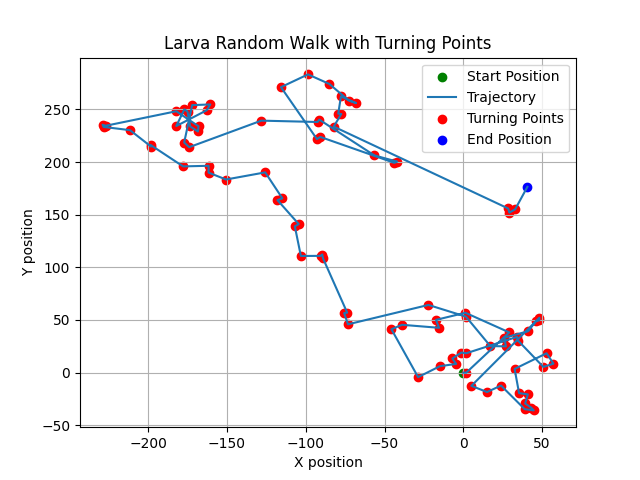 Larva Random Walk with Turning Points
Start Position
Trajectory
Turning Points
End Position
250
200
150
100
50
0
−50
Y position
−200
−150
−100
−50
0
50
X position